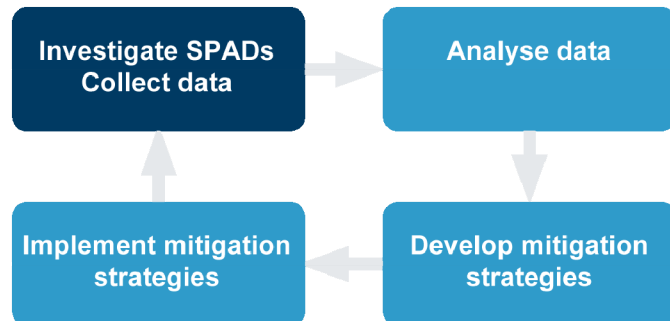 Investigate SPADs
Collect data
Analyse data
Implement mitigation
strategies
Develop mitigation
strategies